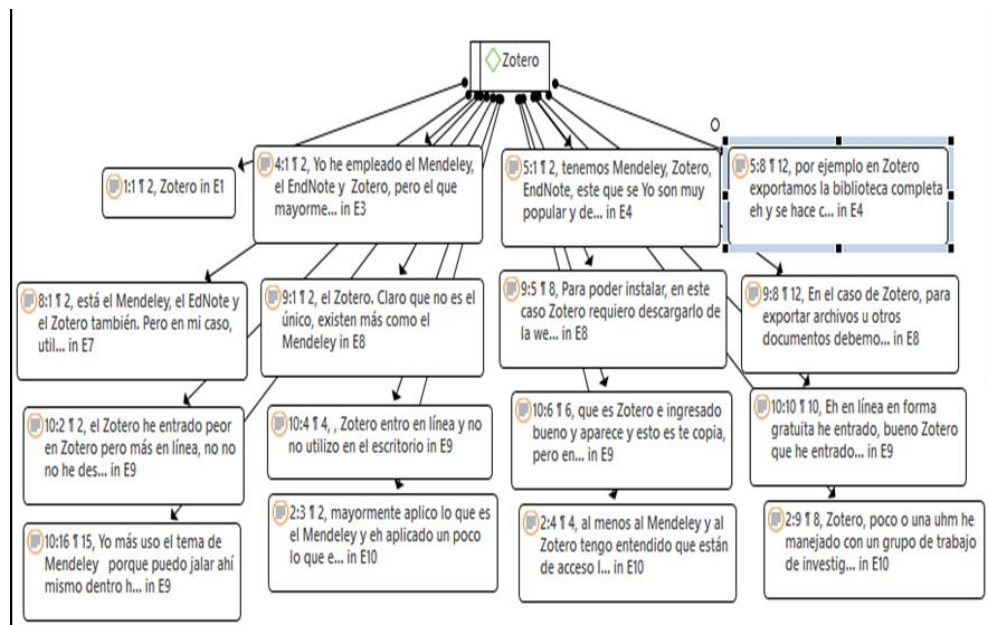 Zotero
1:1 ¶ 2, Zotero in E1
4:1 ¶ 2, Yo he empleado el Mendeley,
el EndNote y Zotero, pero el que
mayorme... in E3
5:1 ¶ 2, tenemos Mendeley, Zotero,
EndNote, este que se Yo son muy
popular y de... in E4
5:8 ¶ 12, por ejemplo en Zotero
exportamos la biblioteca completa
eh y se hace c... in E4
8:1 ¶ 2, está el Mendeley, el EdNote y
el Zotero también. Pero en mi caso,
util... in E7
9:1 ¶ 2, el Zotero. Claro que no es el
único, existen más como el
Mendeley in E8
9:5 ¶ 8, Para poder instalar, en este
caso Zotero requiero descargarlo de
la we... in E8
9:8 ¶ 12, En el caso de Zotero, para
exportar archivos u otros
documentos debemo... in E8
10:2 ¶ 2, el Zotero he entrado peor
en Zotero pero más en línea, no no
no he des... in E9
10:4 ¶ 4, , Zotero entro en línea y no
no utilizo en el escritorio in E9
10:6 ¶ 6, que es Zotero e ingresado
bueno y aparece y esto es te copia,
pero en... in E9
10:10 ¶ 10, Eh en línea en forma
gratuita he entrado, bueno Zotero
que he entrado... in E9
10:16 ¶ 15, Yo más uso el tema de
Mendeley porque puedo jalar ahí
mismo dentro h... in E9
2:3 ¶ 2, mayormente aplico lo que es
el Mendeley y eh aplicado un poco
lo que e... in E10
2:4 ¶ 4, al menos al Mendeley y al
Zotero tengo entendido que están
de acceso l... in E10
2:9 ¶ 8, Zotero, poco o una uhm he
manejado con un grupo de trabajo
de investig... in E10